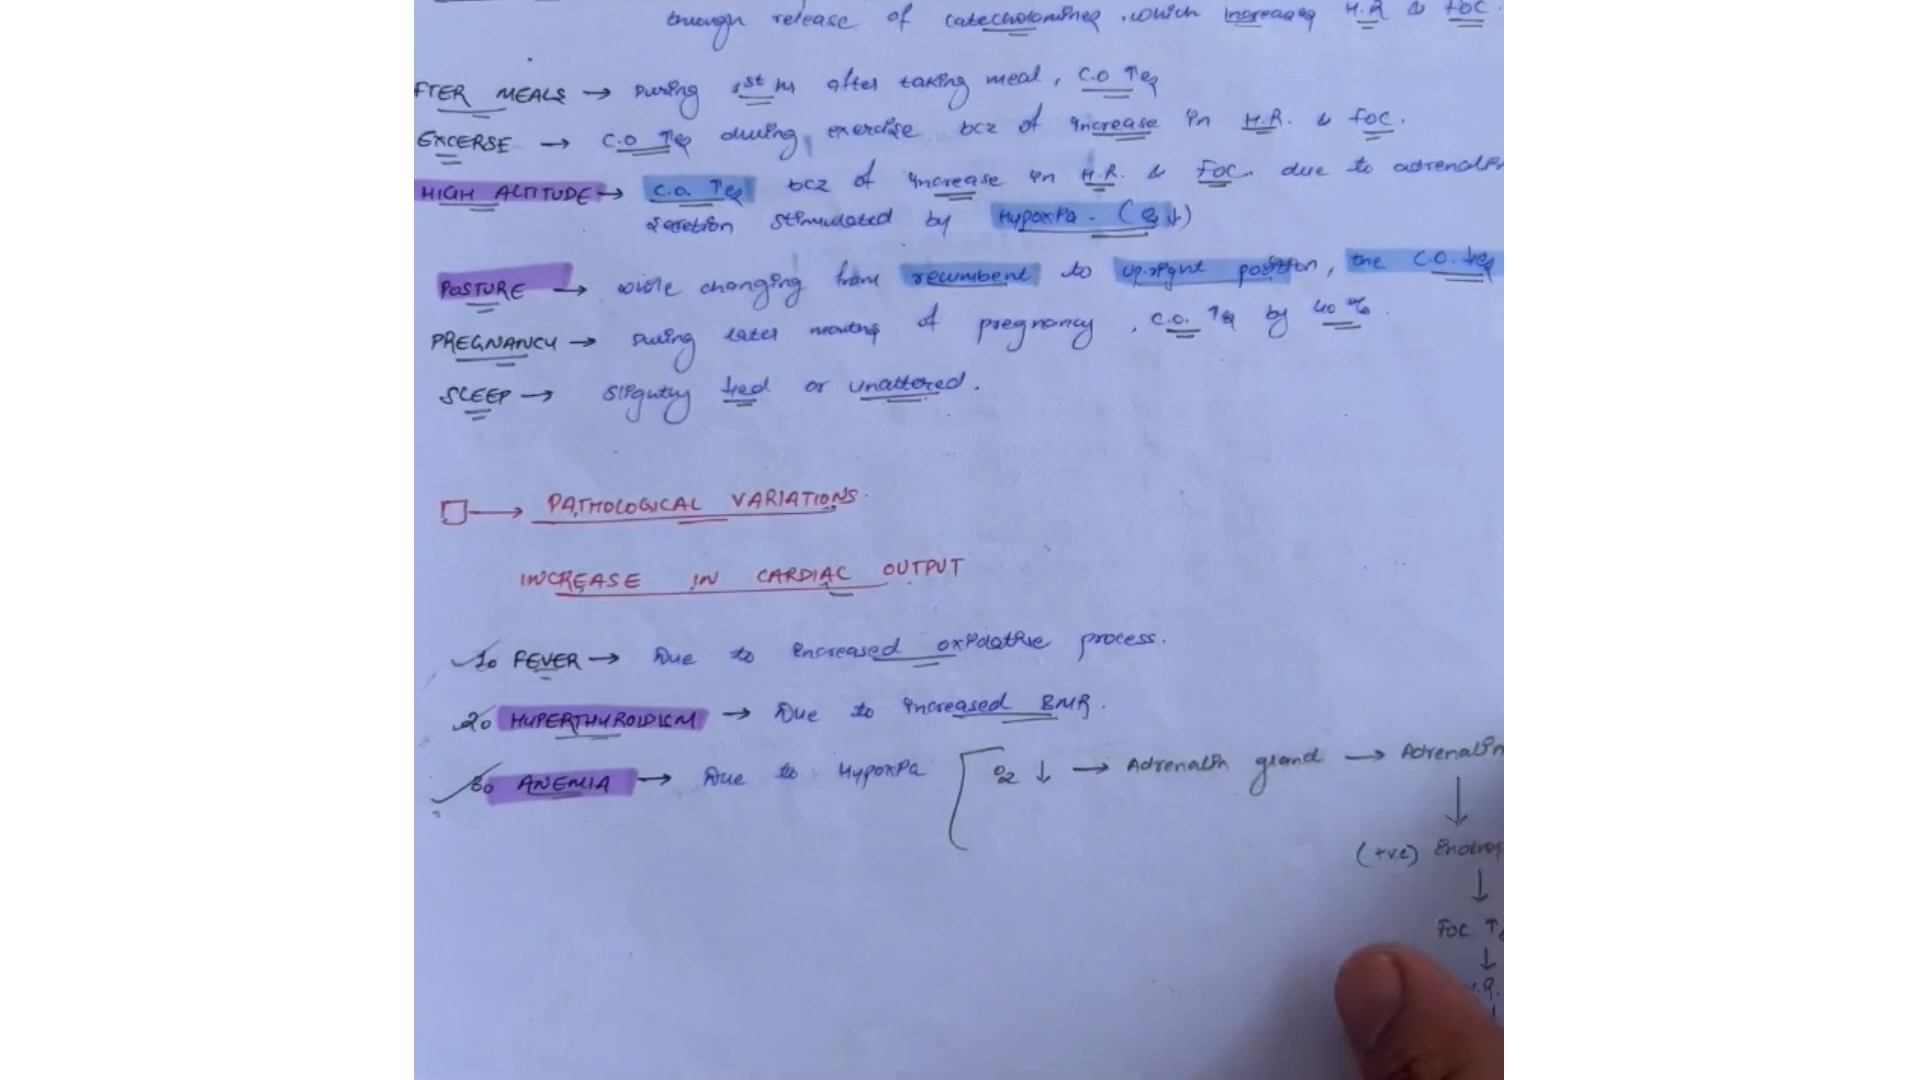 through release of catecholamines, which increases H.R & FOC.
FTER MEALS → During 1st hr after taking meal, C.O ↑es
EXCERSE → C.O ↑es during exercise bcz of increase in H.R. & FOC.
HIGH ALTITUDE → C.O. ↑es bcz of increase in H.R. & FOC. due to adrenalin
secretion stimulated by Hypoxia - (O2↓)
POSTURE → while changing from recumbent to upright position, the C.O. ↓es
PREGNANCY → During later months of pregnancy, C.O. ↑es by 40%.
SLEEP → Slightly ↓ed or unaltered.
□→ PATHOLOGICAL VARIATIONS.
INCREASE IN CARDIAC OUTPUT
1o FEVER → Due to increased oxidative process.
2o HYPERTHYROIDISM → Due to increased BMR.
3o ANEMIA → Due to Hypoxia [ O2 ↓ → Adrenalin gland → Adrenalin
↓
(+ve)
↓
FOC ↑
↓